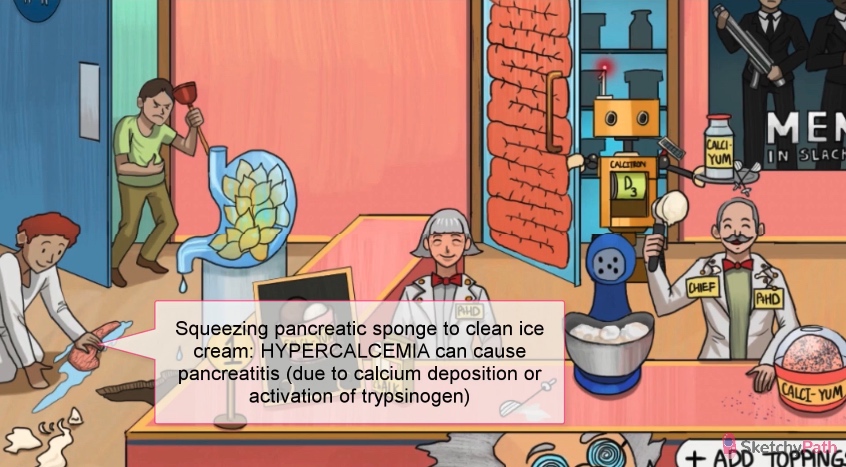 CALCI-
YUM
MEN
IN SLACK
CALCITRON
D3
CHIEF
PHD
PHD
Squeezing pancreatic sponge to clean ice
cream: HYPERCALCEMIA can cause
pancreatitis (due to calcium deposition or
activation of trypsinogen)
CALCI-YUM
SketchyPath
+ ADD TOPPINGS